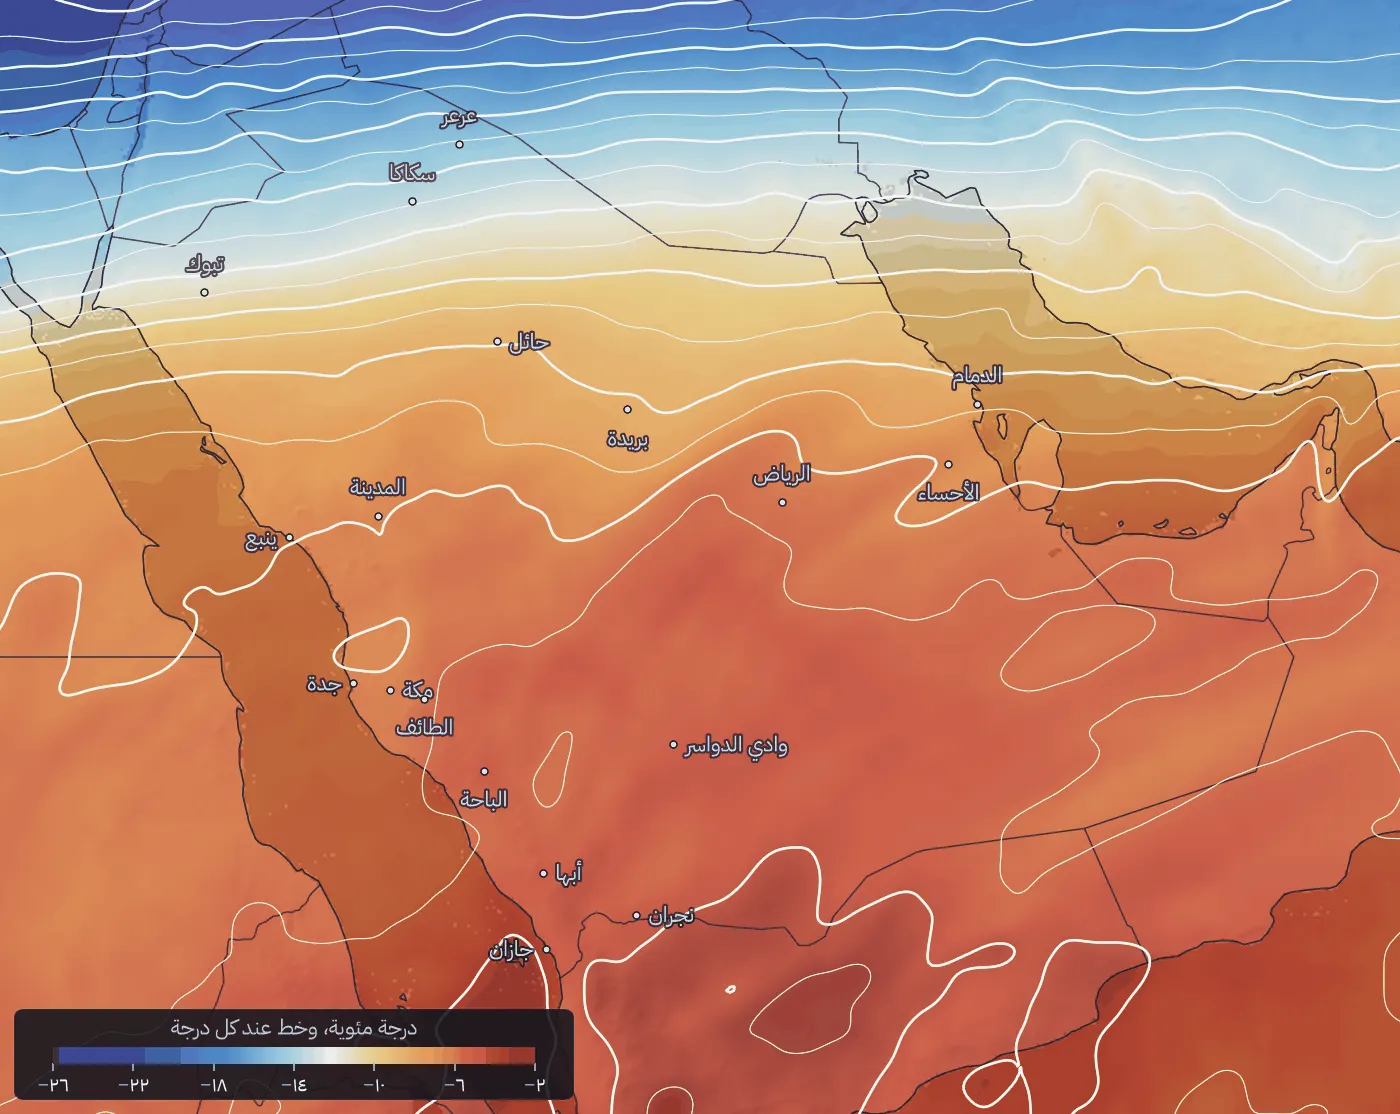 عرعر
سكاكا
تبوك
حائل
الدمام
بريدة
الرياض
المدينة
الأحساء
ينبع
جدة
مكة
الطائف
وادي الدواسر
الباحة
أبها
نجران
جازان
درجة مئوية، وخط عند كل درجة
−٢٦ −٢٢ −١٨ −١٤ −١٠ −٦ −٢